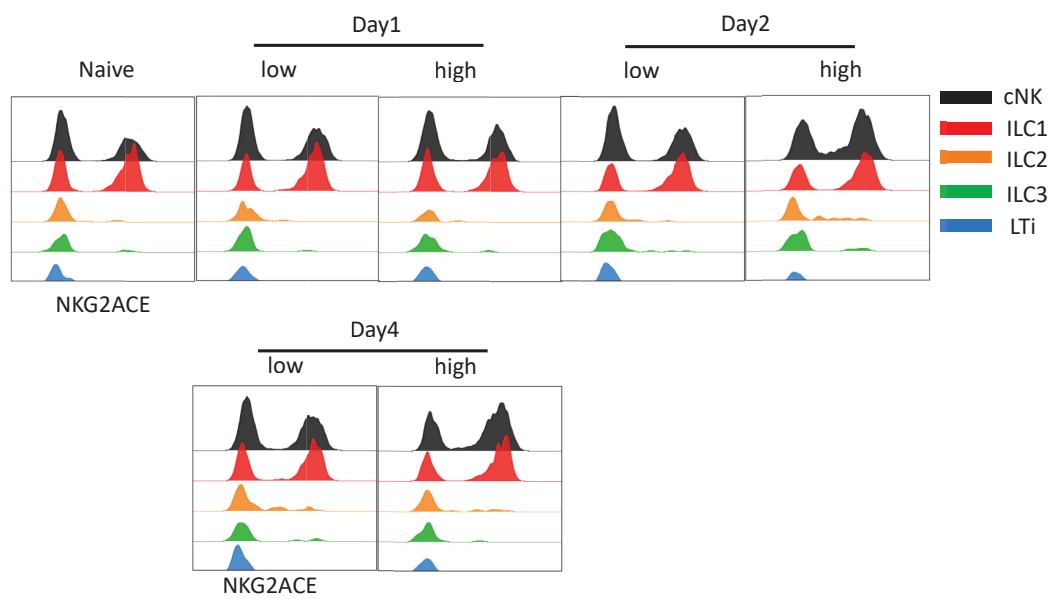 Day1
Day2
Naive
low
high
low
high
cNK
ILC1
ILC2
ILC3
LTi
NKG2ACE
Day4
low
high
NKG2ACE